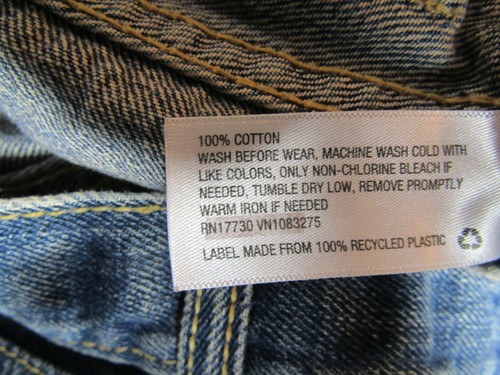 100% COTTON
WASH BEFORE WEAR, MACHINE WASH COLD WITH
LIKE COLORS, ONLY NON-CHLORINE BLEACH IF
NEEDED, TUMBLE DRY LOW, REMOVE PROMPTLY
WARM IRON IF NEEDED
RN17730 VN1083275
LABEL MADE FROM 100% RECYCLED PLASTIC